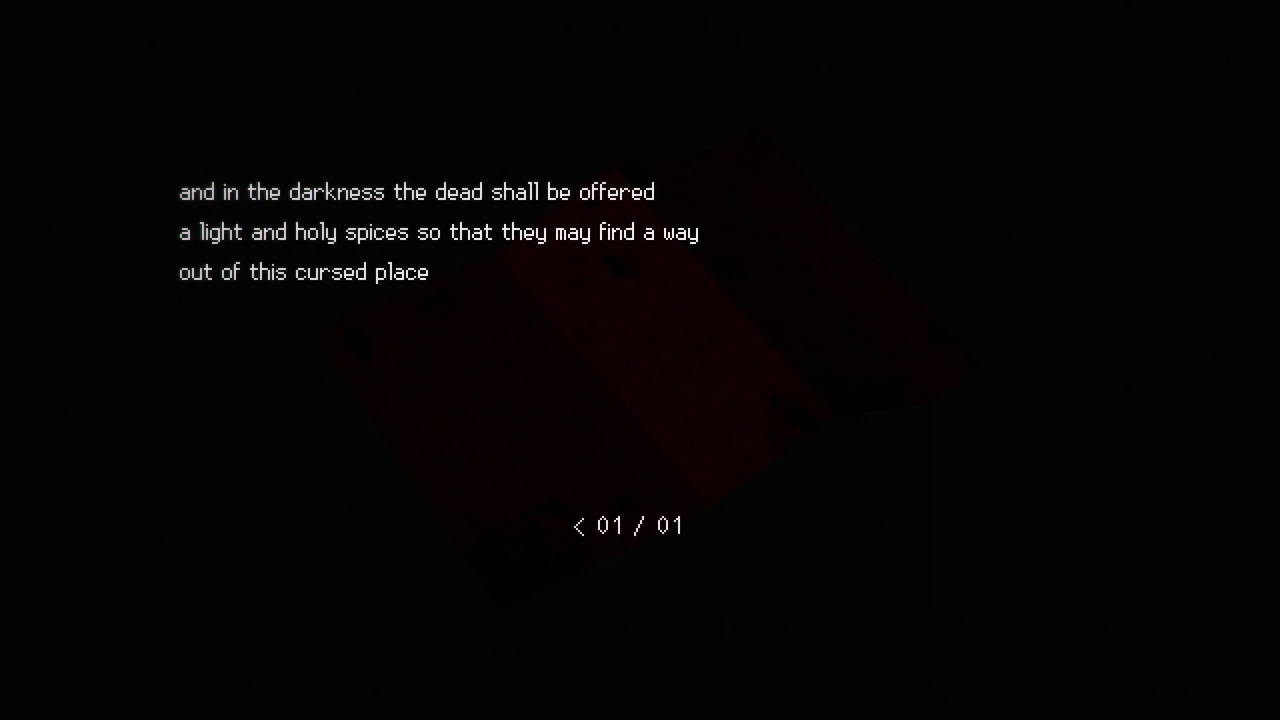 and in the darkness the dead shall be offered
a light and holy spices so that they may find a way
out of this cursed place
< 01 / 01